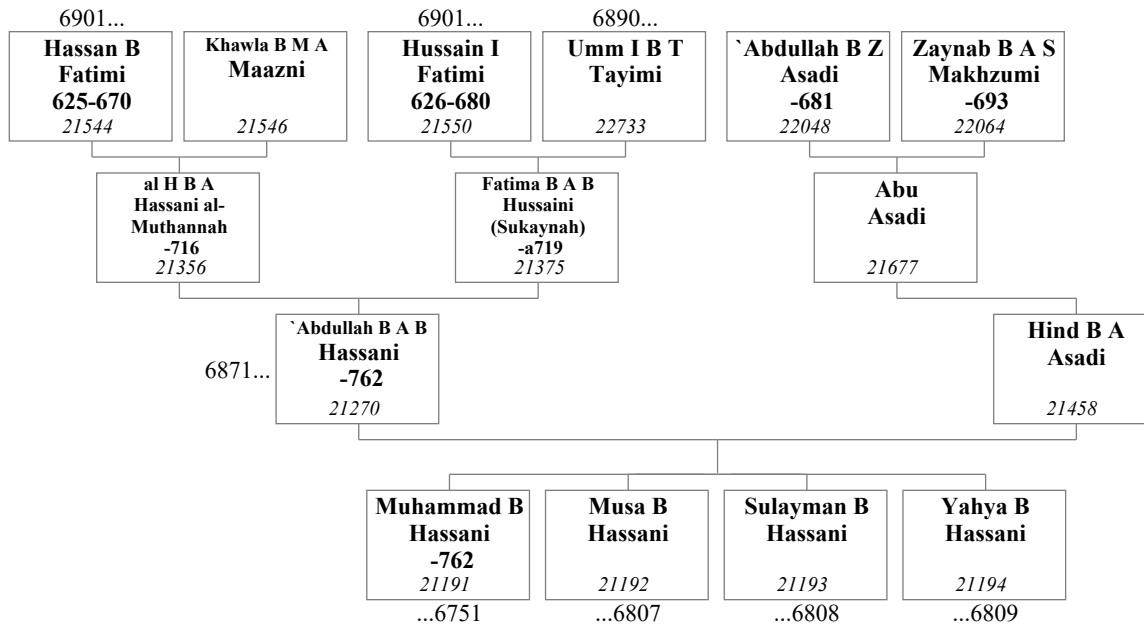 6901...
6901...
6890...
Hassan B
Fatimi
625-670
21544
Khawla B M A
Maazni
21546
Hussain I
Fatimi
626-680
21550
Umm I B T
Tayimi
22733
`Abdullah B Z
Asadi
-681
22048
Zaynab B A S
Makhzumi
-693
22064
al H B A
Hassani al-
Muthannah
-716
21356
Fatima B A B
Hussaini
(Sukaynah)
-a719
21375
Abu
Asadi
21677
6871...
`Abdullah B A B
Hassani
-762
21270
Hind B A
Asadi
21458
Muhammad B
Hassani
-762
21191
Musa B
Hassani
21192
Sulayman B
Hassani
21193
Yahya B
Hassani
21194
...6751
...6807
...6808
...6809